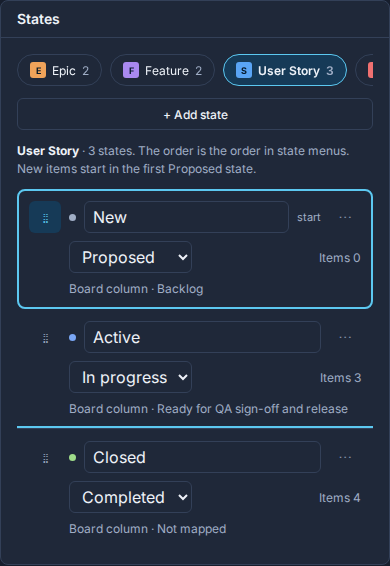 States
E Epic 2 F Feature 2 S User Story 3
+ Add state
User Story · 3 states. The order is the order in state menus.
New items start in the first Proposed state.
New start ...
Proposed Items 0
Board column · Backlog
Active ...
In progress Items 3
Board column · Ready for QA sign-off and release
Closed ...
Completed Items 4
Board column · Not mapped